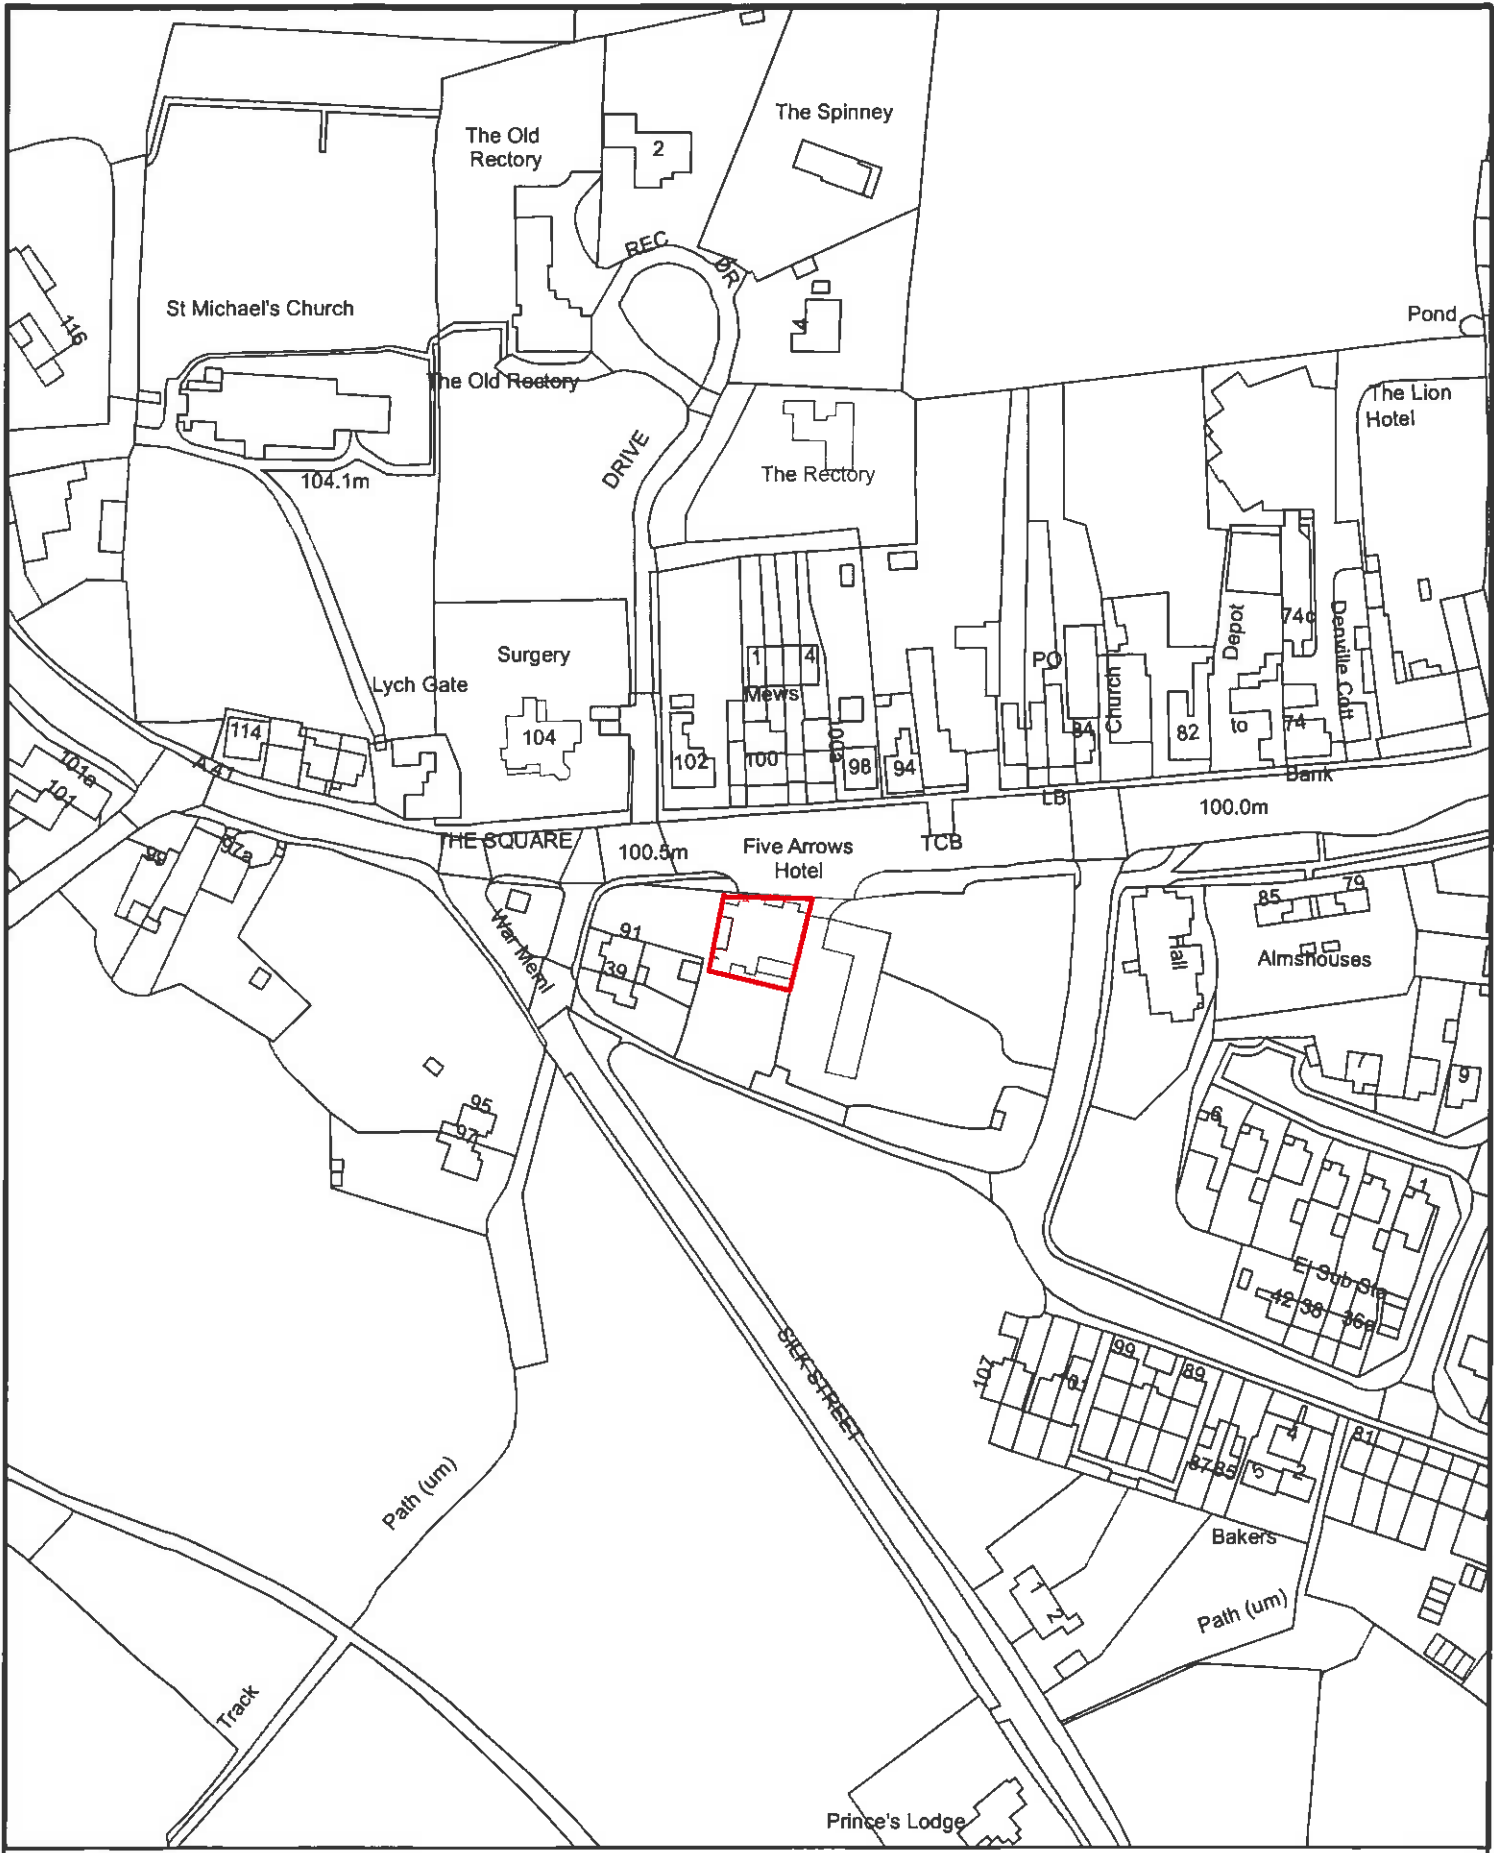 The Spinney
The Old
Rectory
2
REC
DR
St Michael's Church
116
4
Pond
The Old Rectory
The Lion
Hotel
DRIVE
The Rectory
104.1m
Surgery
Lych Gate
1
4
Mews
PO
Church
Depot
to
74c
Denville Cott
114
104
102
100
98
94
84
82
74
Bank
A 41
101a
101
LB
100.0m
THE SQUARE
100.5m
Five Arrows
Hotel
TCB
99
97a
War Meml
91
39
Hall
85
79
Almshouses
7
9
6
1
95
97
El Sub Sta
42
38
36a
SILK STREET
107
101
99
89
87
85
4
5
2
81
Bakers
Path (um)
1
2
Path (um)
Track
Prince's Lodge